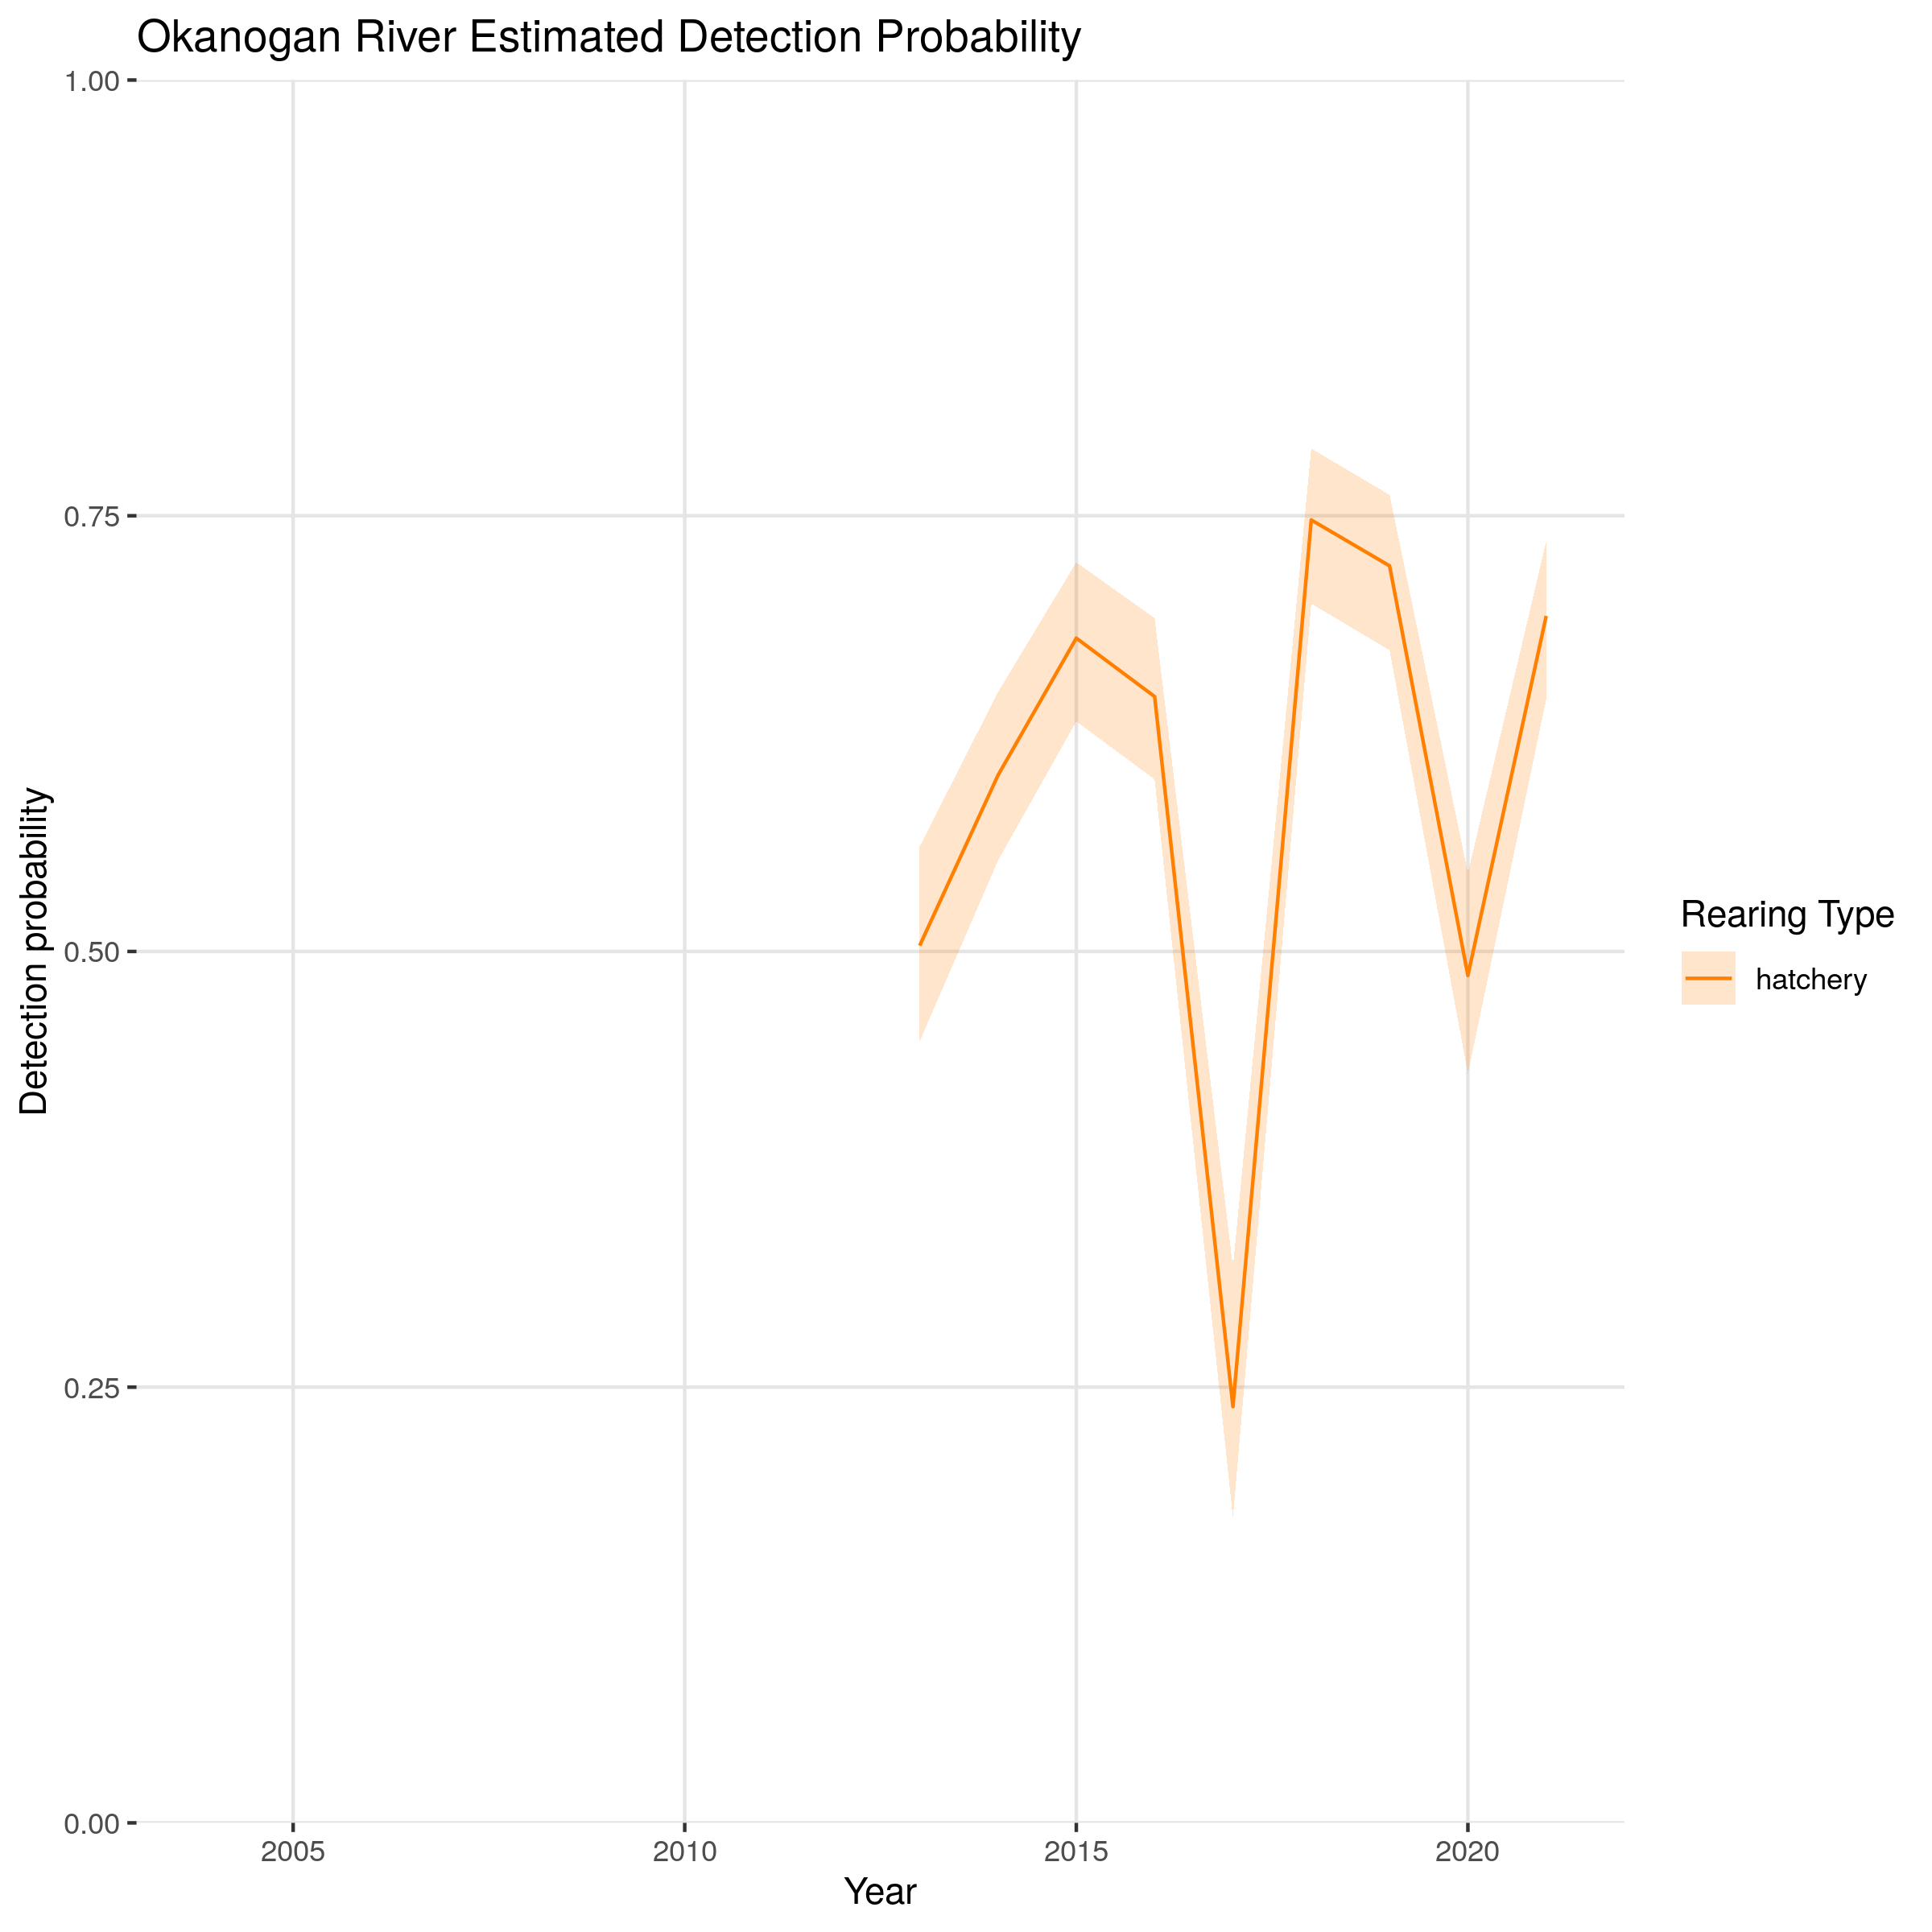 Okanogan River Estimated Detection Probability
1.00
0.75
0.50
0.25
0.00
Detection probability
2005
2010
2015
2020
Year
Rearing Type
hatchery